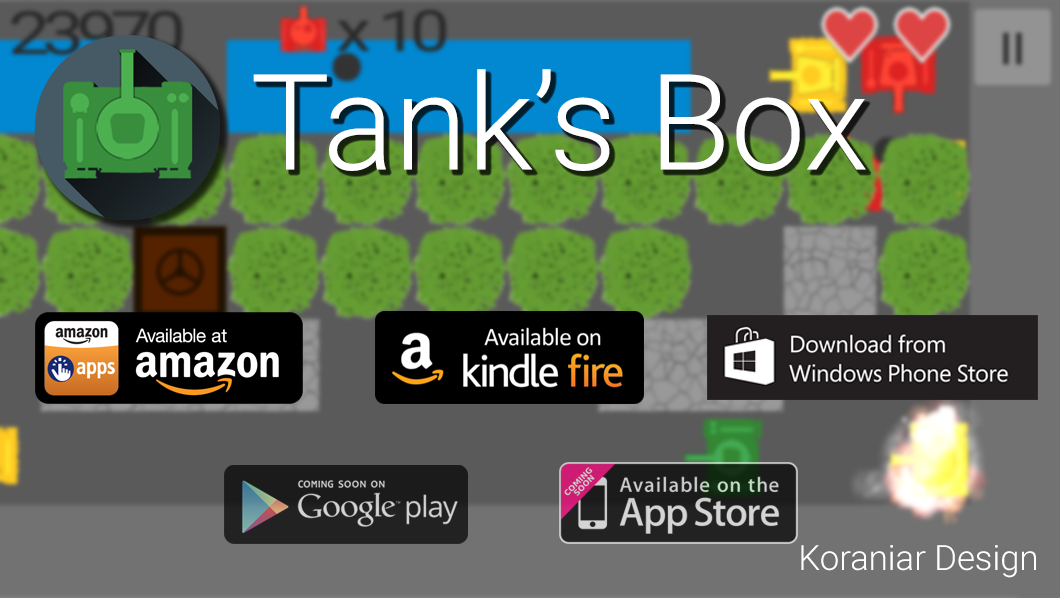 23970
x 10
Tank’s Box
amazon
apps
Available at
amazon
a
Available on
kindle fire
Download from
Windows Phone Store
COMING SOON ON
Google™ play
COMING
SOON
Available on the
App Store
Koraniar Design